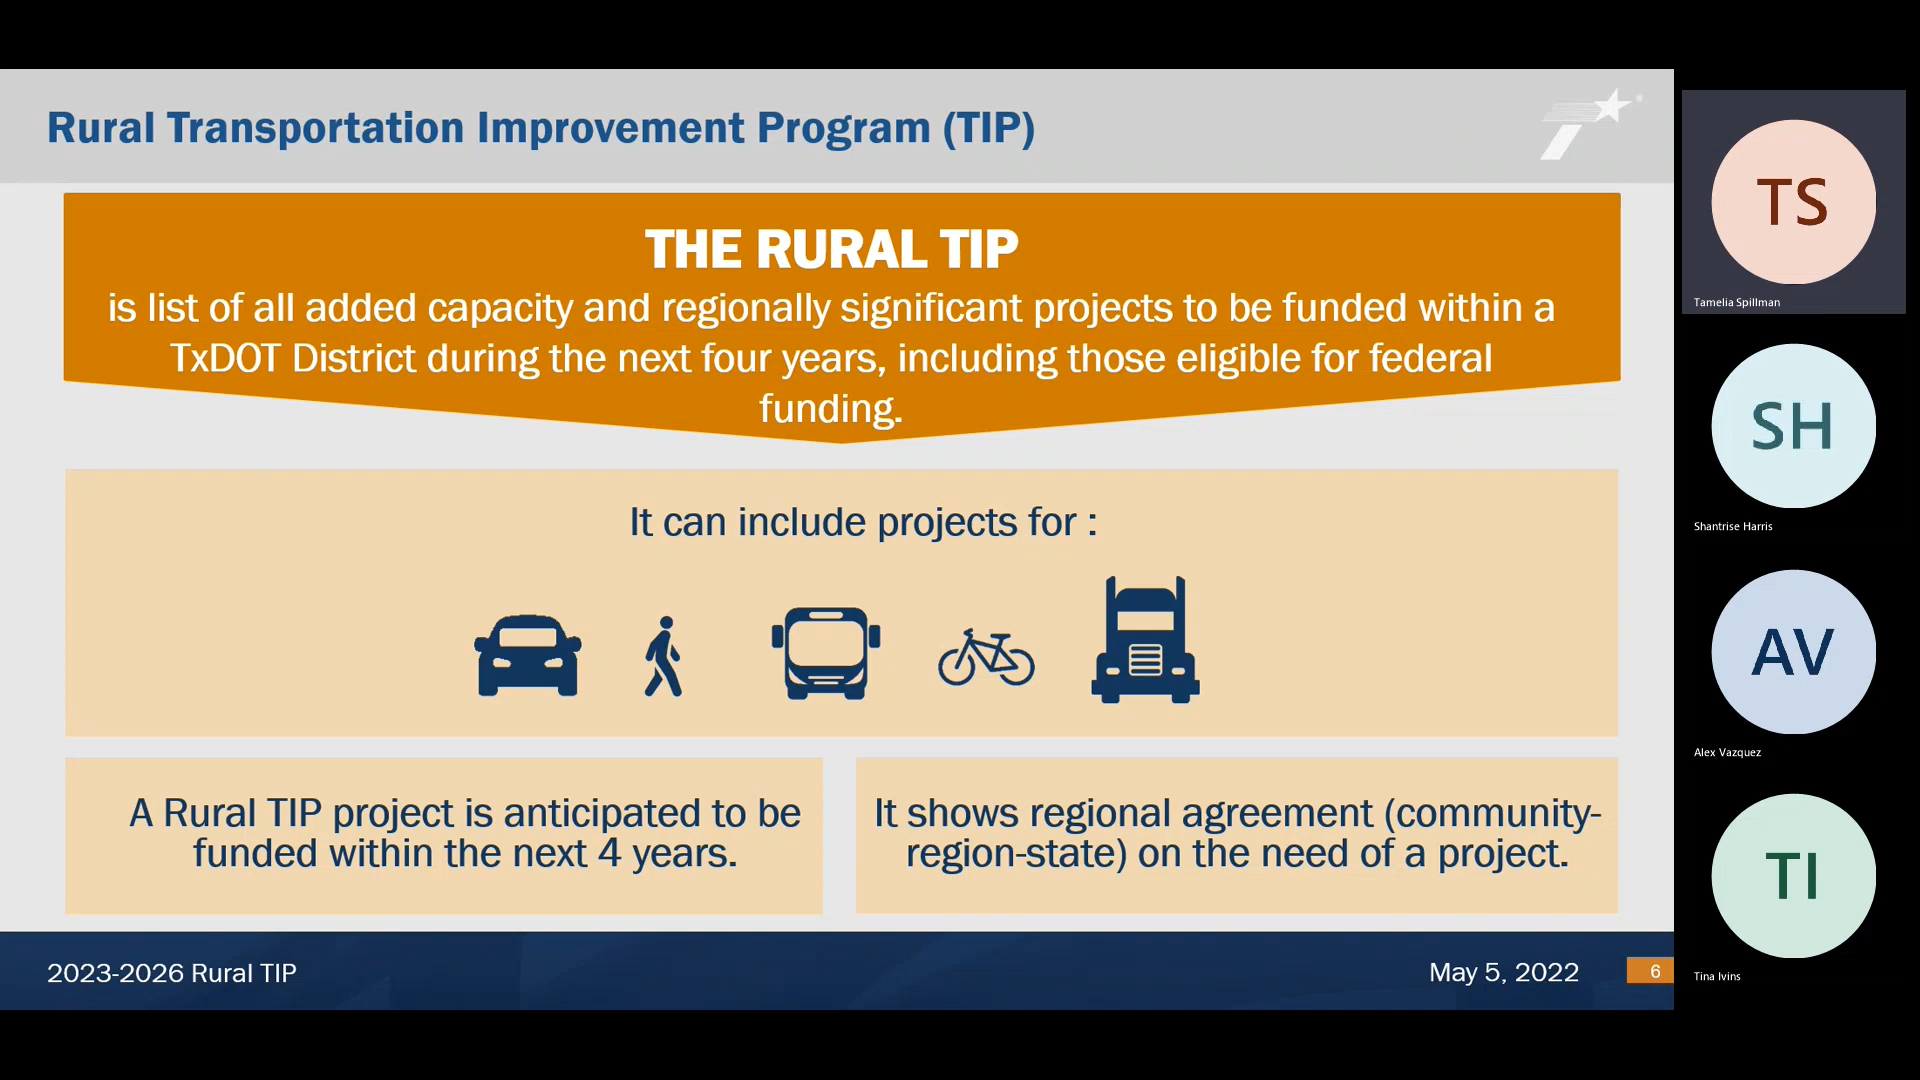 Rural Transportation Improvement Program (TIP)
THE RURAL TIP
is list of all added capacity and regionally significant projects to be funded within a
TxDOT District during the next four years, including those eligible for federal
funding.
It can include projects for :
A Rural TIP project is anticipated to be
funded within the next 4 years.
It shows regional agreement (community-
region-state) on the need of a project.
2023-2026 Rural TIP
May 5, 2022
6
TS
Tamelia Spillman
SH
Shantrise Harris
AV
Alex Vazquez
TI
Tina Ivins